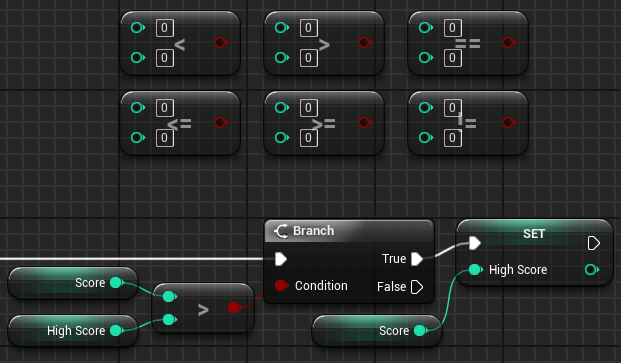 0 0 0
< > ==
0 0 0
0 0 0
<= >= !=
0 0 0
Branch
SET
True
Score
Condition
False
High Score
>
High Score
Score